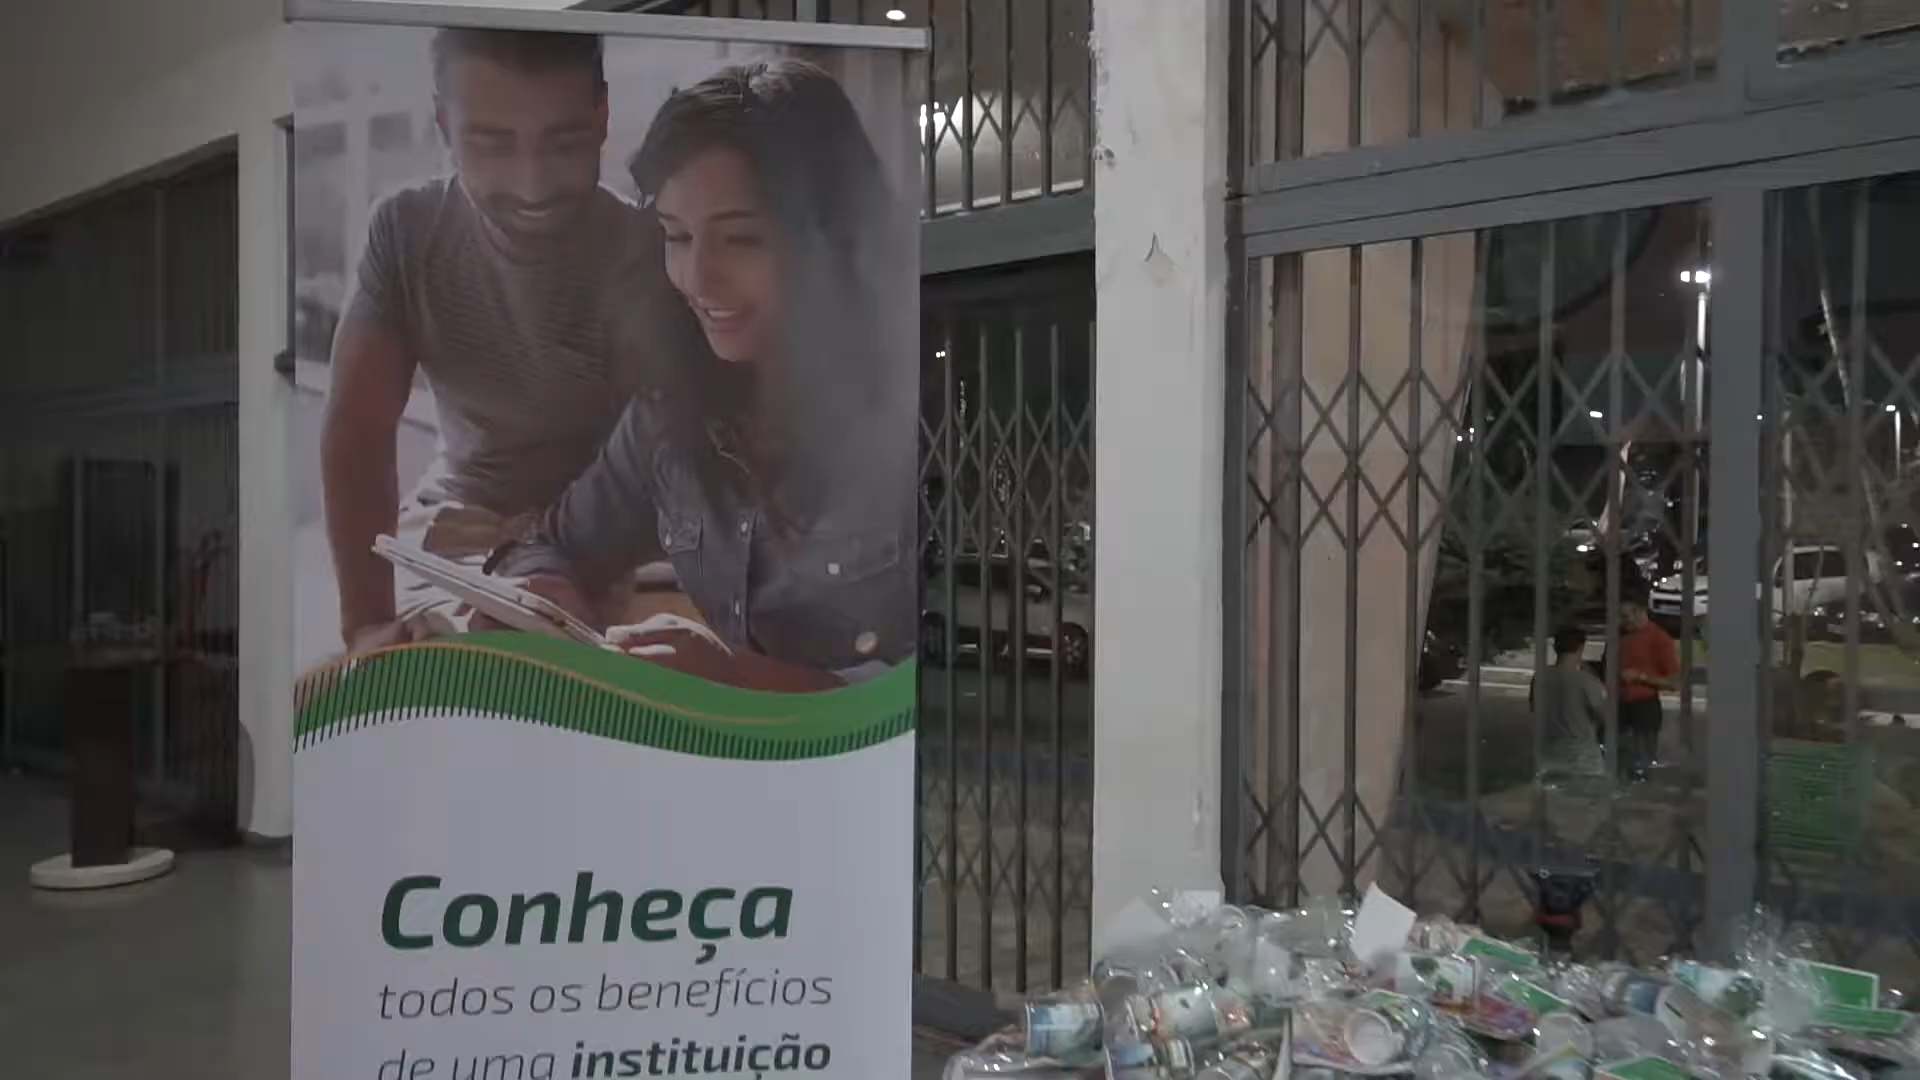 Conheça
todos os benefícios
de uma instituição